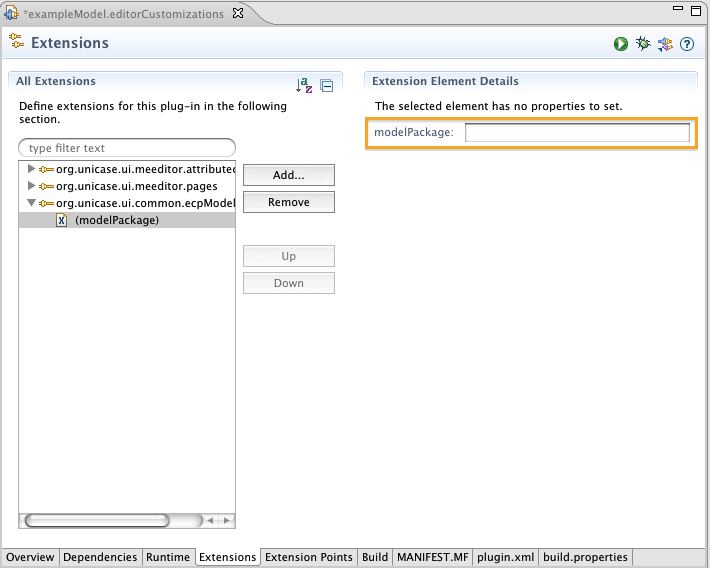 *exampleModel.editorCustomizations
Extensions
All Extensions
Define extensions for this plug-in in the following
section.
type filter text
org.unicase.ui.meeditor.attributec
org.unicase.ui.meeditor.pages
org.unicase.ui.common.ecpModel
(modelPackage)
Add...
Remove
Up
Down
Extension Element Details
The selected element has no properties to set.
modelPackage:
Overview Dependencies Runtime Extensions Extension Points Build MANIFEST.MF plugin.xml build.properties